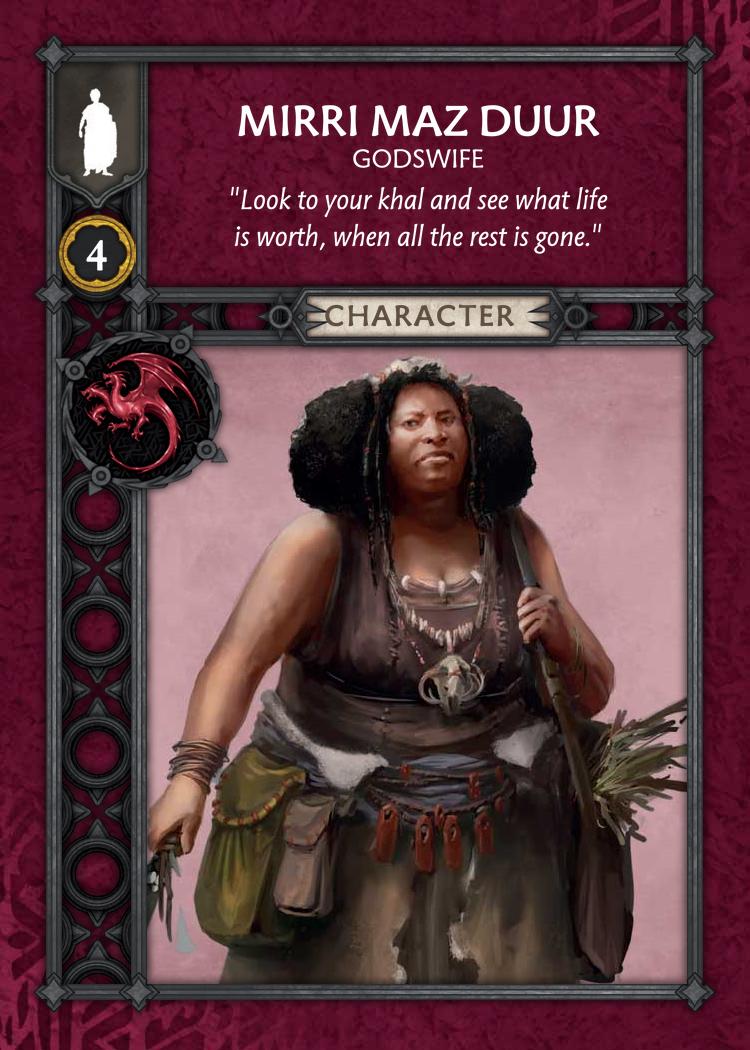 MIRRI MAZ DUUR
GODSWIFE
"Look to your khal and see what life
is worth, when all the rest is gone."
4
CHARACTER